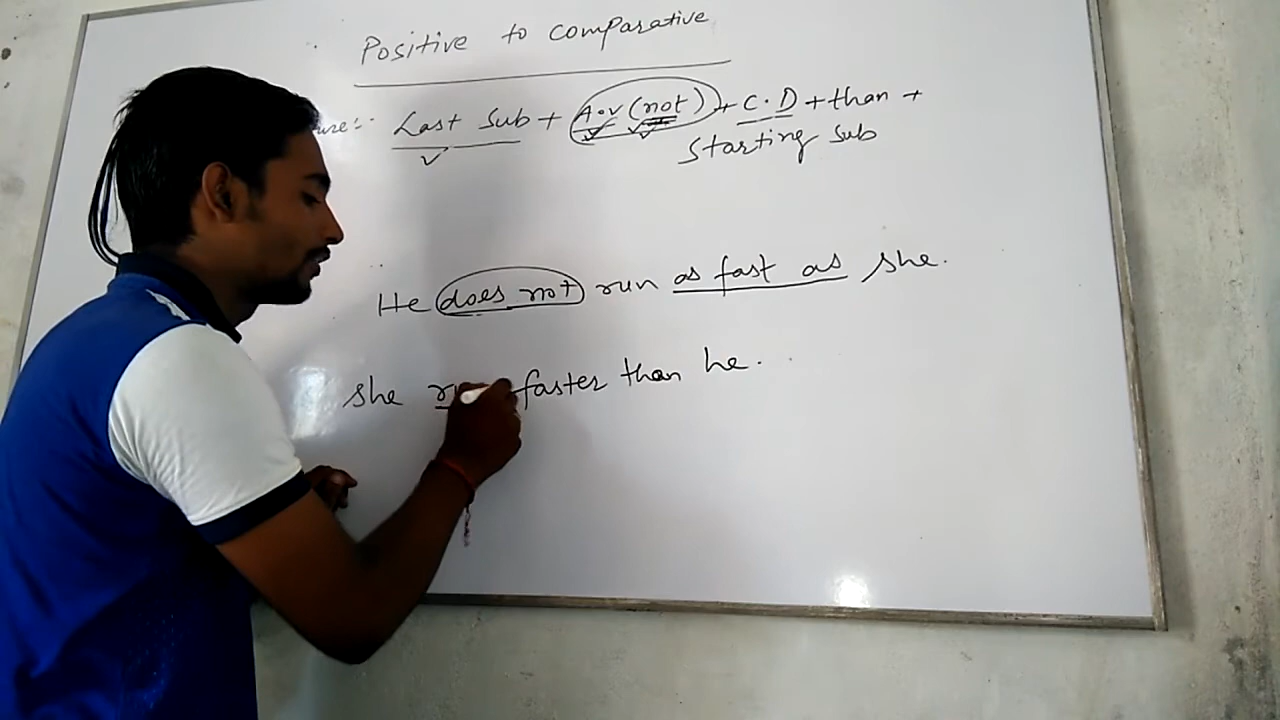 Positive to comparative
Last Sub + A.V (not) + C.D + than +
Starting Sub
He does not run as fast as she.
She faster than he.